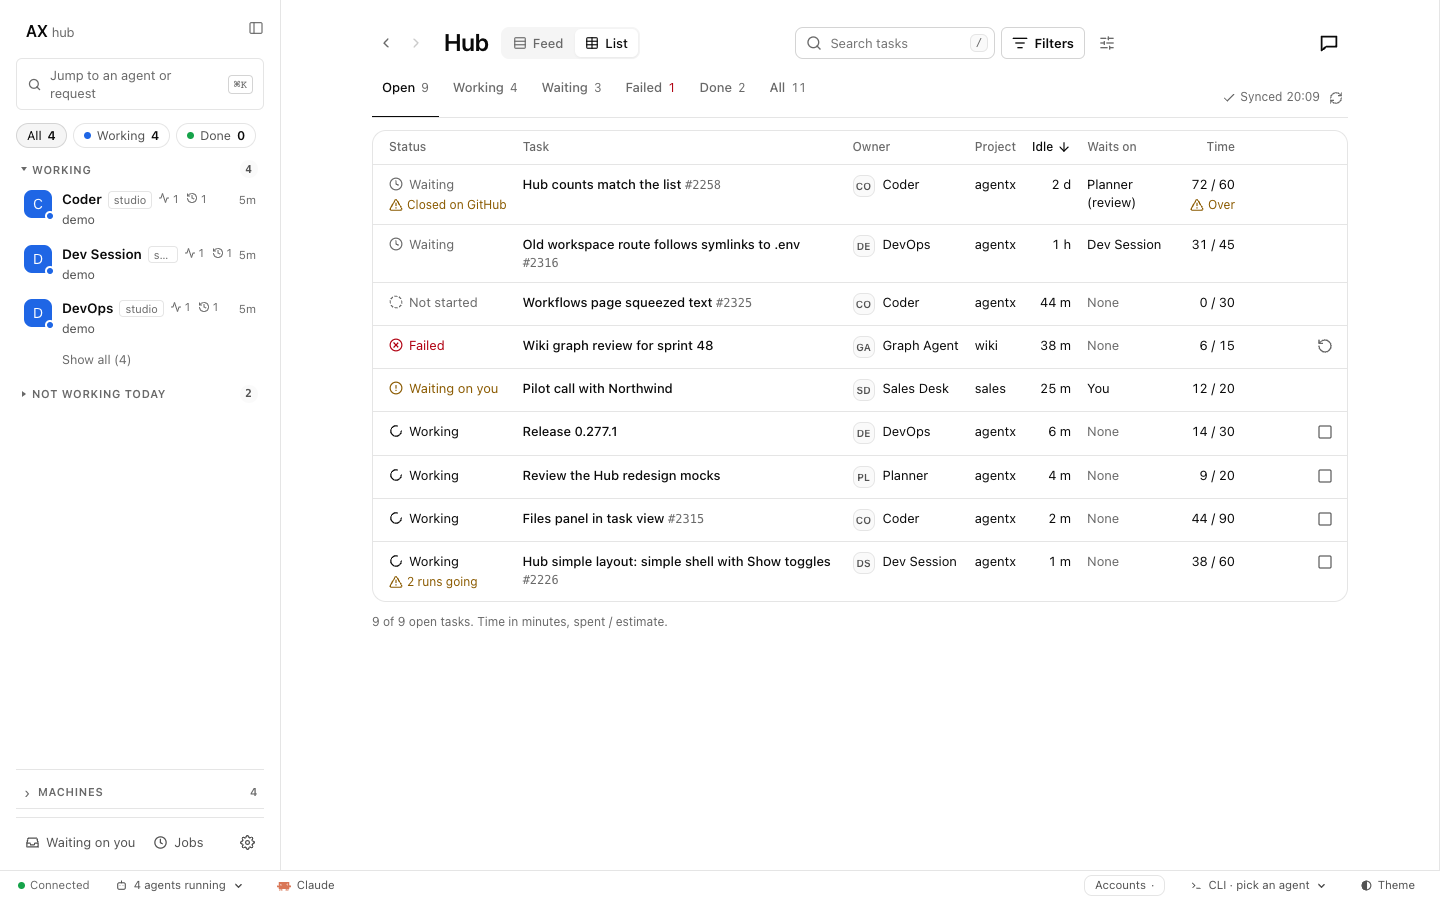 AX hub
Jump to an agent or
request
⌘K
All 4
Working 4
Done 0
WORKING 4
Coder studio 1 1 5m
demo
Dev Session s... 1 1 5m
demo
DevOps studio 1 1 5m
demo
Show all (4)
NOT WORKING TODAY 2
MACHINES 4
Waiting on you
Jobs
Hub
Feed
List
Search tasks /
Filters
Open 9
Working 4
Waiting 3
Failed 1
Done 2
All 11
Synced 20:09
Status Task Owner Project Idle Waits on Time
Waiting Hub counts match the list #2258 CO Coder agentx 2 d Planner 72 / 60
Closed on GitHub (review) Over
Waiting Old workspace route follows symlinks to .env DE DevOps agentx 1 h Dev Session 31 / 45
#2316
Not started Workflows page squeezed text #2325 CO Coder agentx 44 m None 0 / 30
Failed Wiki graph review for sprint 48 GA Graph Agent wiki 38 m None 6 / 15
Waiting on you Pilot call with Northwind SD Sales Desk sales 25 m You 12 / 20
Working Release 0.277.1 DE DevOps agentx 6 m None 14 / 30
Working Review the Hub redesign mocks PL Planner agentx 4 m None 9 / 20
Working Files panel in task view #2315 CO Coder agentx 2 m None 44 / 90
Working Hub simple layout: simple shell with Show toggles DS Dev Session agentx 1 m None 38 / 60
2 runs going #2226
9 of 9 open tasks. Time in minutes, spent / estimate.
Connected
4 agents running
Claude
Accounts ·
CLI · pick an agent
Theme